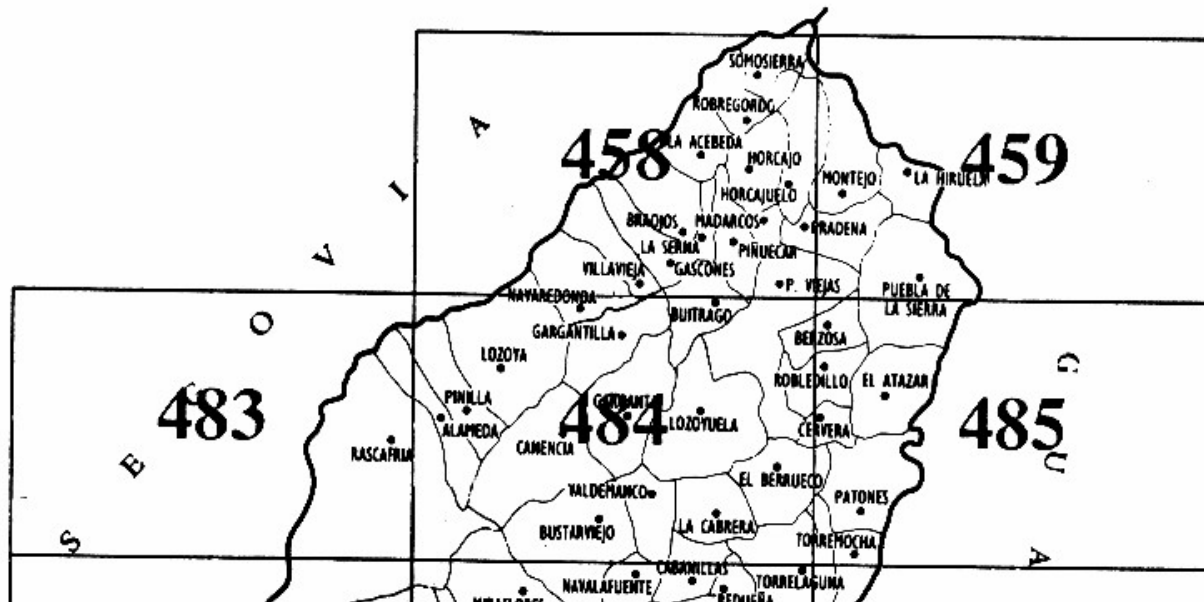 SOMOSIERRA
ROBREGORDO
A
458
LA ACEBEDA
459
HORCAJO
LA HIRUELA
I
HORCAJUELO
MONTEJO
BRAOJOS
MADARCOS
PRADENA
LA SERNA
PIÑUECAR
V
VILLAVIEJA
GASCONES
P. VIEJAS
PUEBLA DE
LA SIERRA
NAVAREDONDA
BUITRAGO
O
GARGANTILLA
BERZOSA
LOZOYA
G
ROBLEDILLO
EL ATAZAR
PINILLA
483
484
485
ALAMEDA
LOZOYUELA
CERVERA
RASCAFRIA
CANENCIA
E
U
EL BERRUECO
VALDEMANCO
PATONES
BUSTARVIEJO
LA CABRERA
S
TORREMOCHA
A
NAVALAFUENTE
CABANILLAS
TORRELAGUNA
REDUEÑA